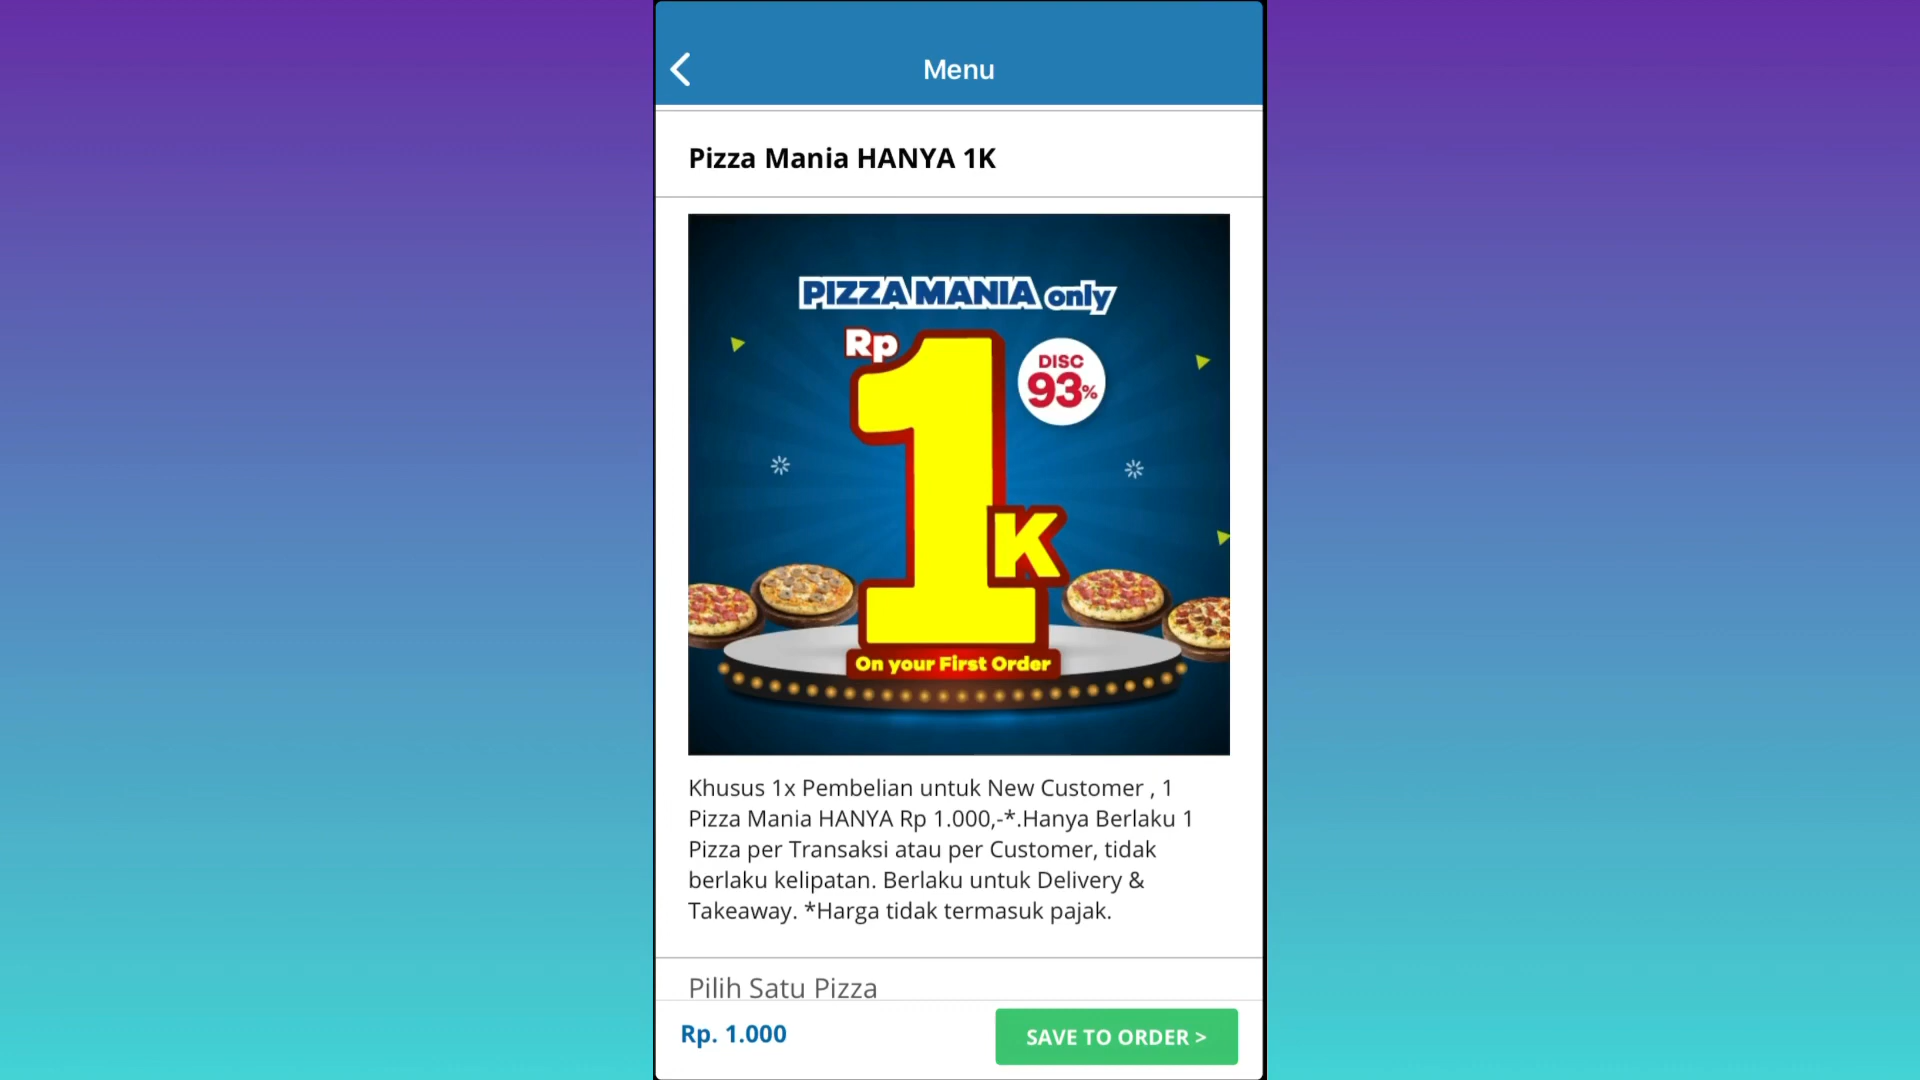 Menu
Pizza Mania HANYA 1K
PIZZA MANIA only
Rp
1K
DISC
93%
On your First Order
Khusus 1x Pembelian untuk New Customer , 1
Pizza Mania HANYA Rp 1.000,-*.Hanya Berlaku 1
Pizza per Transaksi atau per Customer, tidak
berlaku kelipatan. Berlaku untuk Delivery &
Takeaway. *Harga tidak termasuk pajak.
Pilih Satu Pizza
Rp. 1.000
SAVE TO ORDER >